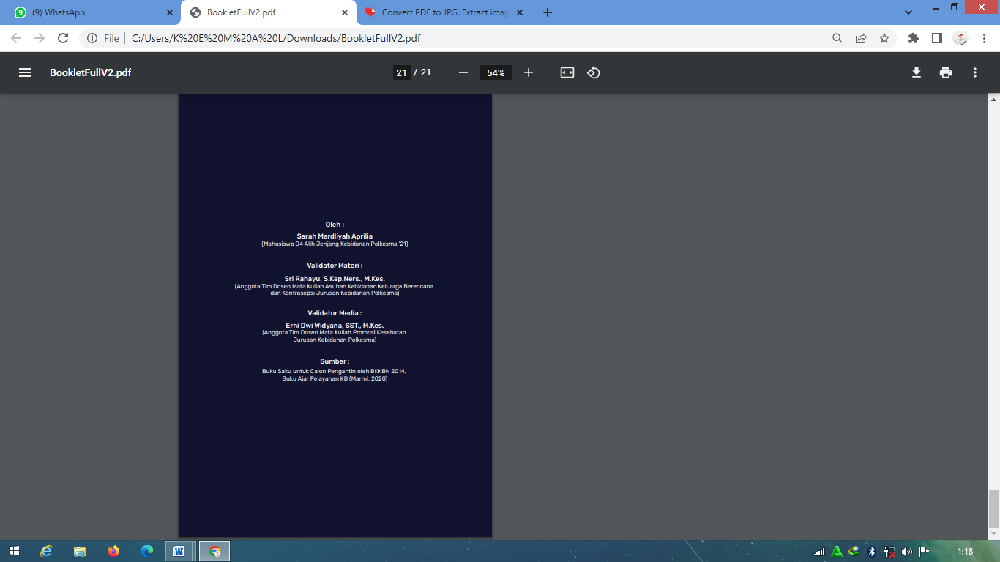 (9) WhatsApp
BookletFullV2.pdf
Convert PDF to JPG. Extract imag
File
C:/Users/K%20E%20M%20A%20L/Downloads/BookletFullV2.pdf
BookletFullV2.pdf
21 / 21
54%
Oleh :
Sarah Mardliyah Aprilia
(Mahasiswa D4 Alih Jenjang Kebidanan Polkesma '21)
Validator Materi :
Sri Rahayu, S.Kep.Ners., M.Kes.
(Anggota Tim Dosen Mata Kuliah Asuhan Kebidanan Keluarga Berencana
dan Kontrasepsi Jurusan Kebidanan Polkesma)
Validator Media :
Erni Dwi Widyana, SST., M.Kes.
(Anggota Tim Dosen Mata Kuliah Promosi Kesehatan
Jurusan Kebidanan Polkesma)
Sumber :
Buku Saku untuk Calon Pengantin oleh BKKBN 2014,
Buku Ajar Pelayanan KB (Marmi, 2020)
1:18